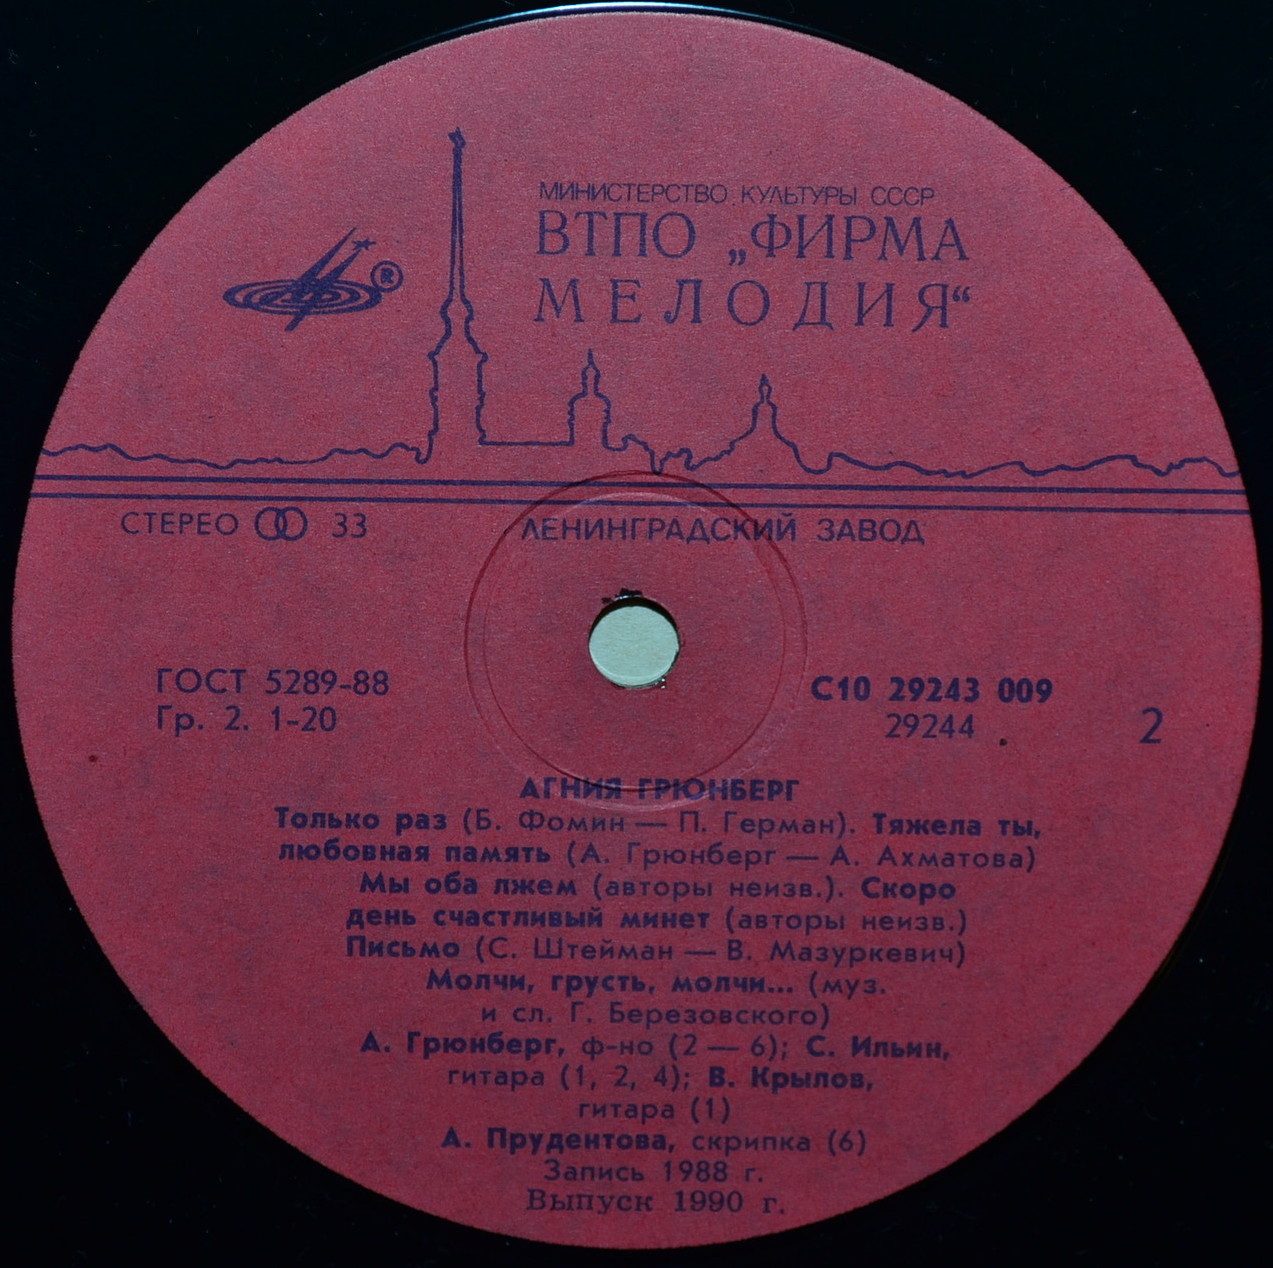 МИНИСТЕРСТВО КУЛЬТУРЫ СССР
ВТПО „ФИРМА
МЕЛОДИЯ“
®
СТЕРЕО 33
ЛЕНИНГРАДСКИЙ ЗАВОД
ГОСТ 5289-88
Гр. 2. 1-20
С10 29243 009
29244
2
АГНИЯ ГРЮНБЕРГ
Только раз (Б. Фомин — П. Герман). Тяжела ты,
любовная память (А. Грюнберг — А. Ахматова)
Мы оба лжем (авторы неизв.). Скоро
день счастливый минет (авторы неизв.)
Письмо (С. Штейман — В. Мазуркевич)
Молчи, грусть, молчи... (муз.
и сл. Г. Березовского)
А. Грюнберг, ф-но (2 — 6); С. Ильин,
гитара (1, 2, 4); В. Крылов,
гитара (1)
А. Прудентова, скрипка (6)
Запись 1988 г.
Выпуск 1990 г.